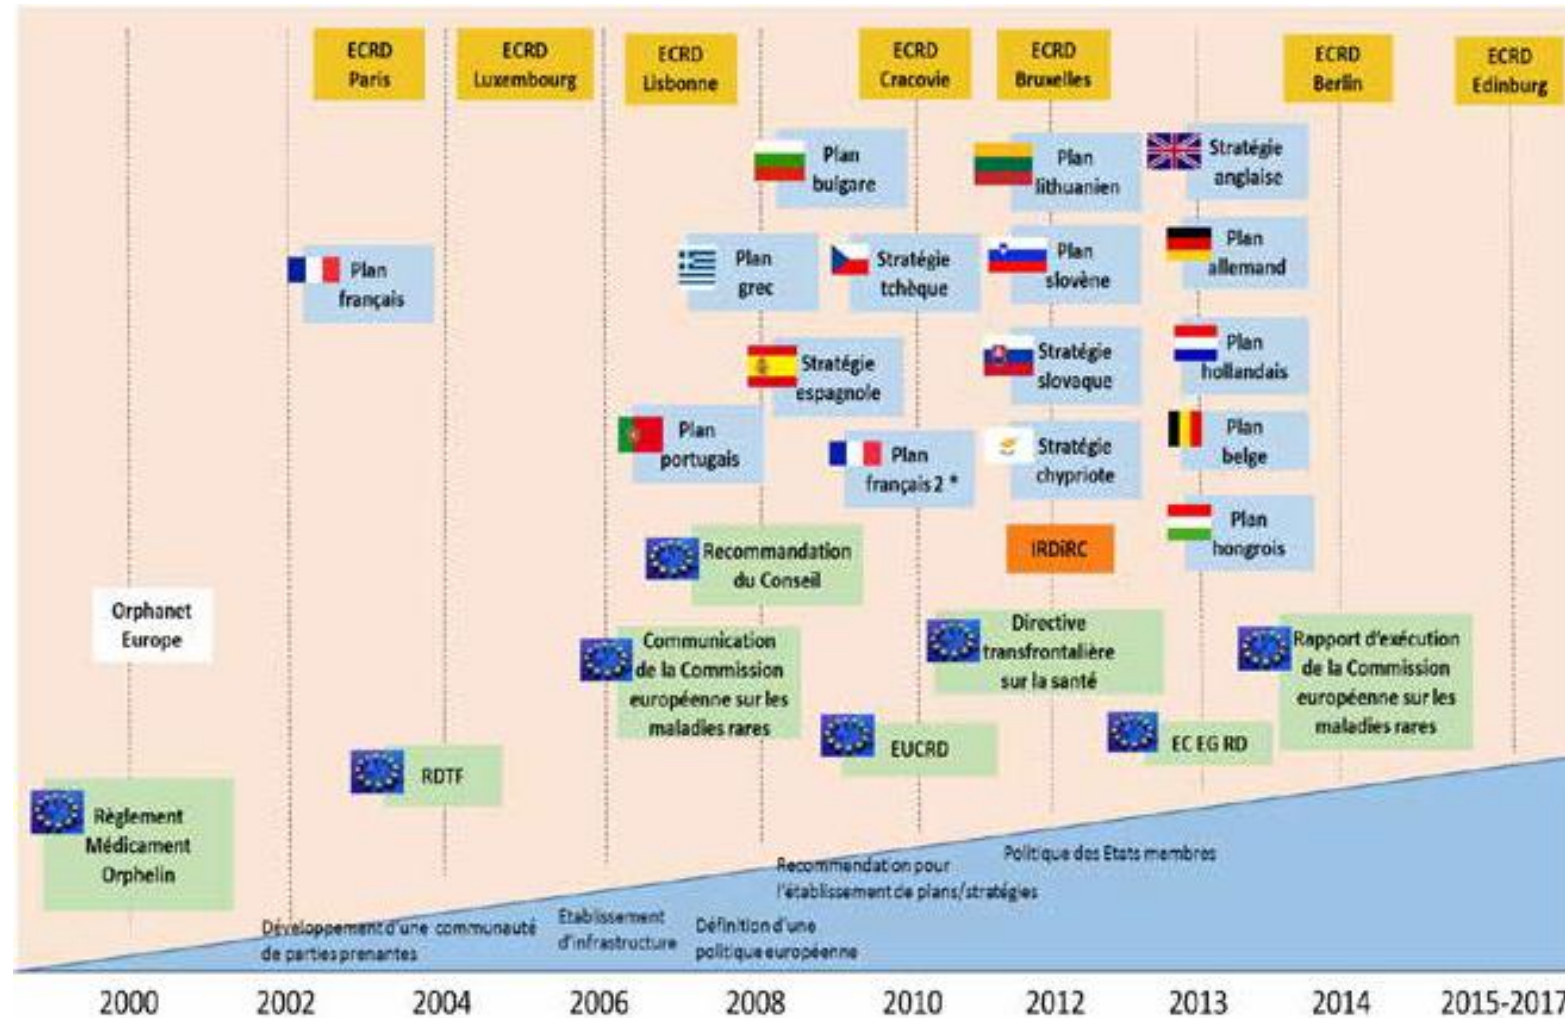 ECRD
Paris
ECRD
Luxembourg
ECRD
Lisbonne
ECRD
Cracovie
ECRD
Bruxelles
ECRD
Berlin
ECRD
Edinburg
Plan
bulgare
Plan
lithuanien
Stratégie
anglaise
Plan
français
Plan
grec
Stratégie
tchèque
Plan
slovène
Plan
allemand
Stratégie
espagnole
Stratégie
slovaque
Plan
hollandais
Plan
portugais
Plan
français 2 *
Stratégie
chypriote
Plan
belge
Plan
hongrois
Recommandation
du Conseil
IRDiRC
Orphanet
Europe
Communication
de la Commission
européenne sur les
maladies rares
Directive
transfrontalière
sur la santé
Rapport d'exécution
de la Commission
européenne sur les
maladies rares
RDTF
EUCRD
EC EG RD
Règlement
Médicament
Orphelin
Développement d'une communauté
de parties prenantes
Etablissement
d'infrastructure
Définition d'une
politique européenne
Recommendation pour
l'établissement de plans/stratégies
Politique des Etats membres
2000
2002
2004
2006
2008
2010
2012
2013
2014
2015-2017